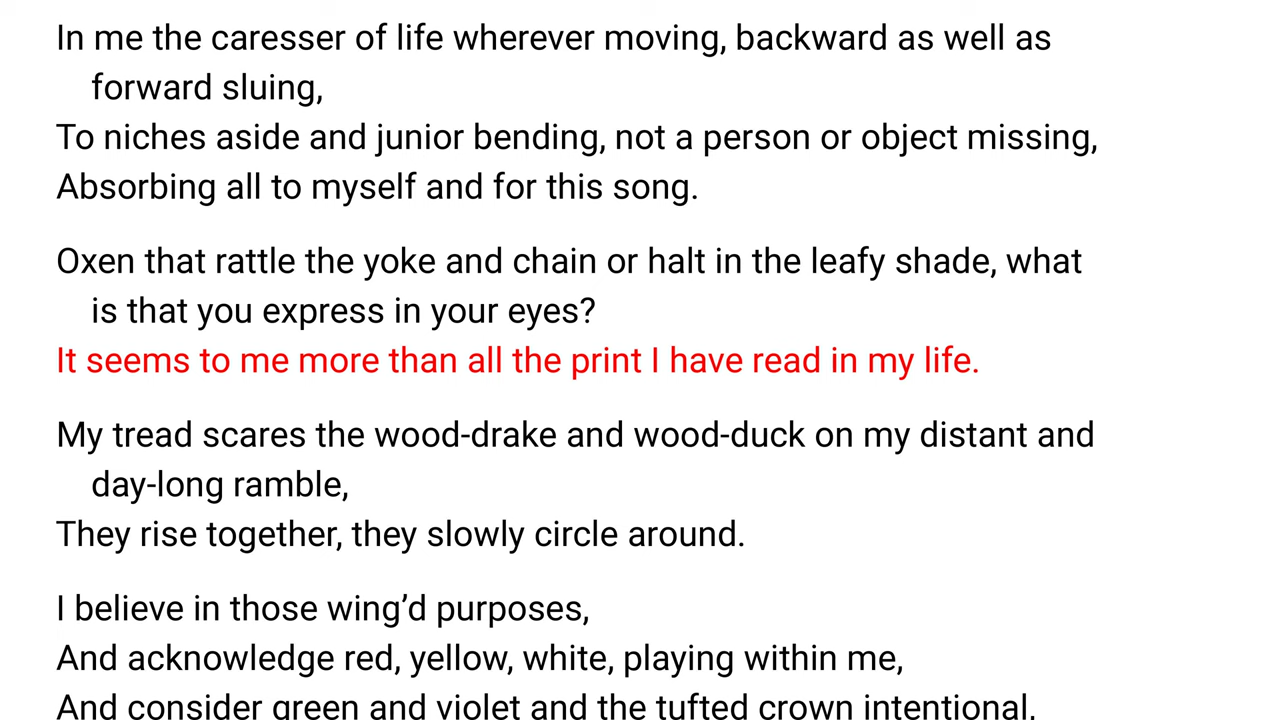 In me the caresser of life wherever moving, backward as well as
forward sluing,
To niches aside and junior bending, not a person or object missing,
Absorbing all to myself and for this song.
Oxen that rattle the yoke and chain or halt in the leafy shade, what
is that you express in your eyes?
It seems to me more than all the print I have read in my life.
My tread scares the wood-drake and wood-duck on my distant and
day-long ramble,
They rise together, they slowly circle around.
I believe in those wing’d purposes,
And acknowledge red, yellow, white, playing within me,
And consider green and violet and the tufted crown intentional,